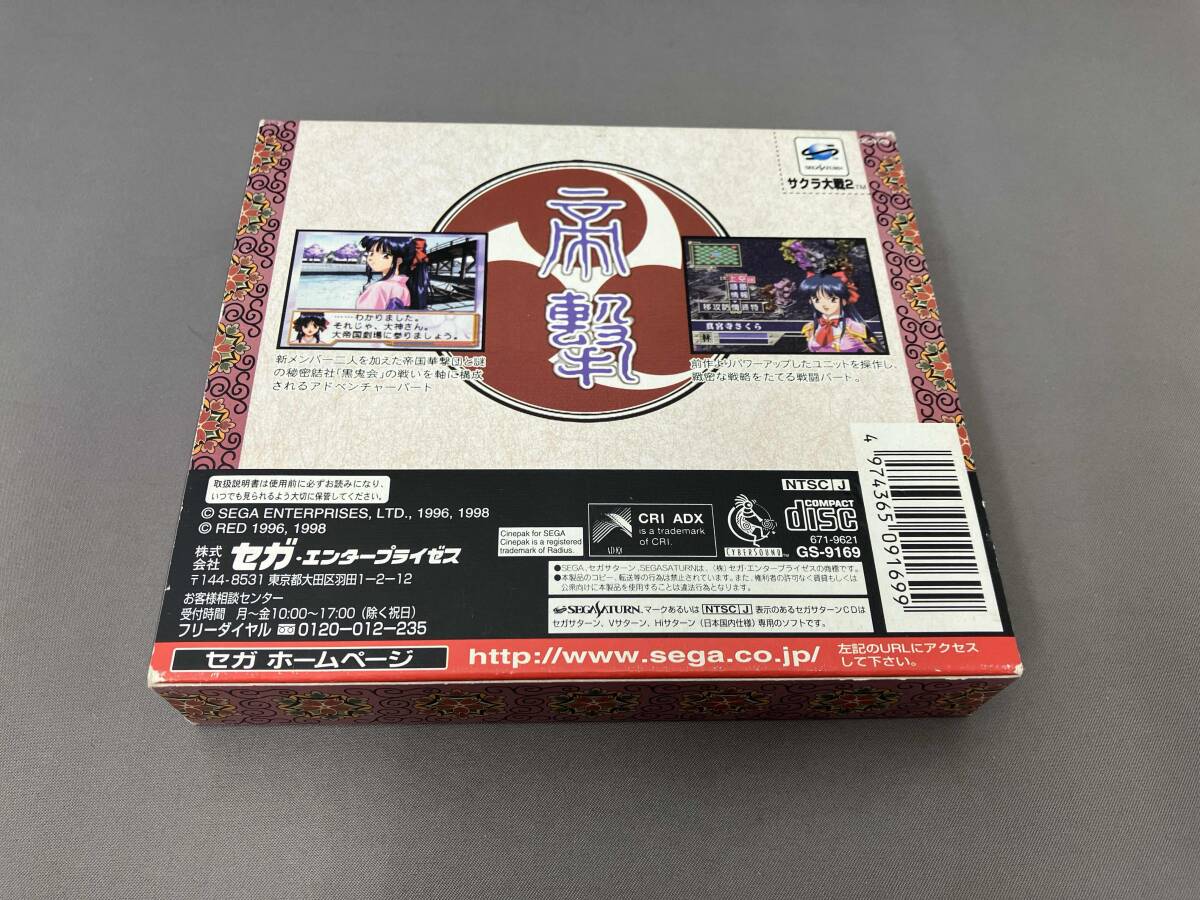 SEGA SATURN
サクラ大戦2™
帝
撃
……わかりました。
それじゃ、大神さん。
大帝国劇場に参りましょう。
新メンバー二人を加えた帝国華撃団と謎
の秘密結社「黒鬼会」の戦いを軸に構成
されるアドベンチャーパート
移攻防情進特
真宮寺さくら
林
前作よりパワーアップしたユニットを操作し、
緻密な戦略をたてる戦闘パート。
取扱説明書は使用前に必ずお読みになり、
いつでも見られるよう大切に保管してください。
© SEGA ENTERPRISES, LTD., 1996, 1998
© RED 1996, 1998
株式会社 セガ・エンタープライゼス
〒144-8531 東京都大田区羽田1-2-12
お客様相談センター
受付時間 月〜金10:00〜17:00 (除く祝日)
フリーダイヤル 0120-012-235
Cinepak for SEGA
Cinepak is a registered
trademark of Radius.
ADX
CRI ADX
is a trademark
of CRI.
CYBERSOUND™
NTSC J
COMPACT
disc
671-9621
GS-9169
●SEGA、セガサターン、SEGASATURNは、(株)セガ・エンタープライゼスの商標です。
●本製品のコピー、転送等の行為は禁止されています。また、権利者の許可なく賃貸もしくは
公衆向けに本製品を使用することは違法行為となります。
SEGA SATURN. マークあるいは NTSC J 表示のあるセガサターンCDは
セガサターン、Vサターン、Hiサターン (日本国内仕様) 専用のソフトです。
4974365091699
セガ ホームページ
http://www.sega.co.jp/
左記のURLにアクセス
して下さい。